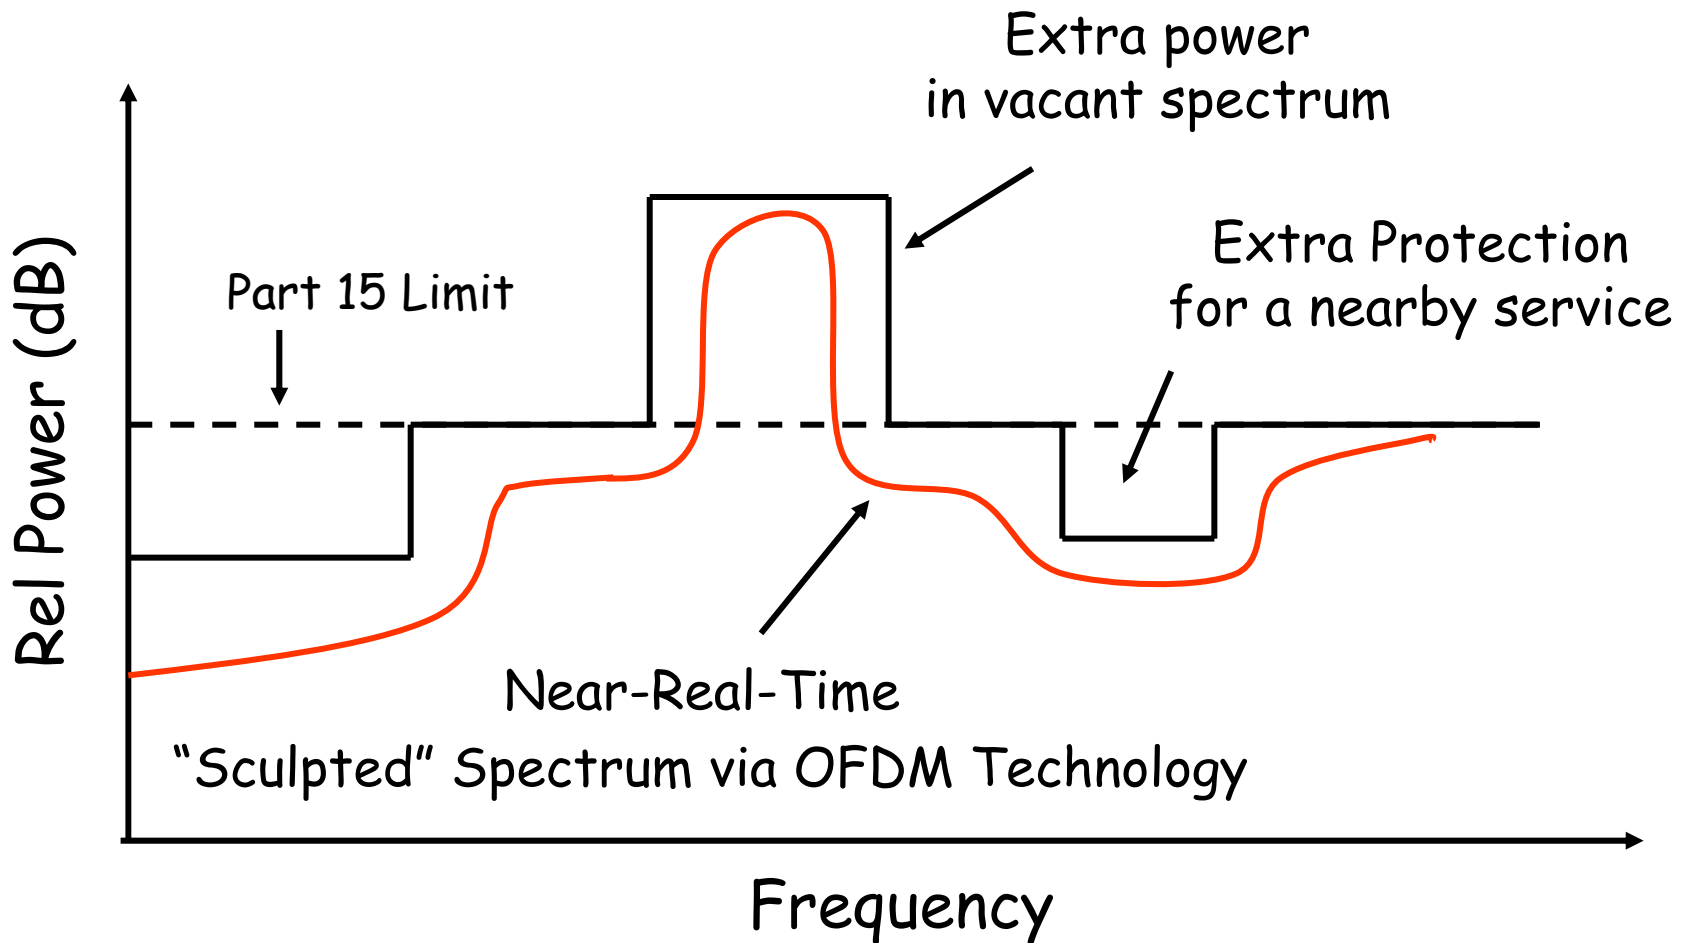 Extra power
in vacant spectrum
Extra Protection
for a nearby service
Part 15 Limit
Rel Power (dB)
Near-Real-Time
“Sculpted” Spectrum via OFDM Technology
Frequency